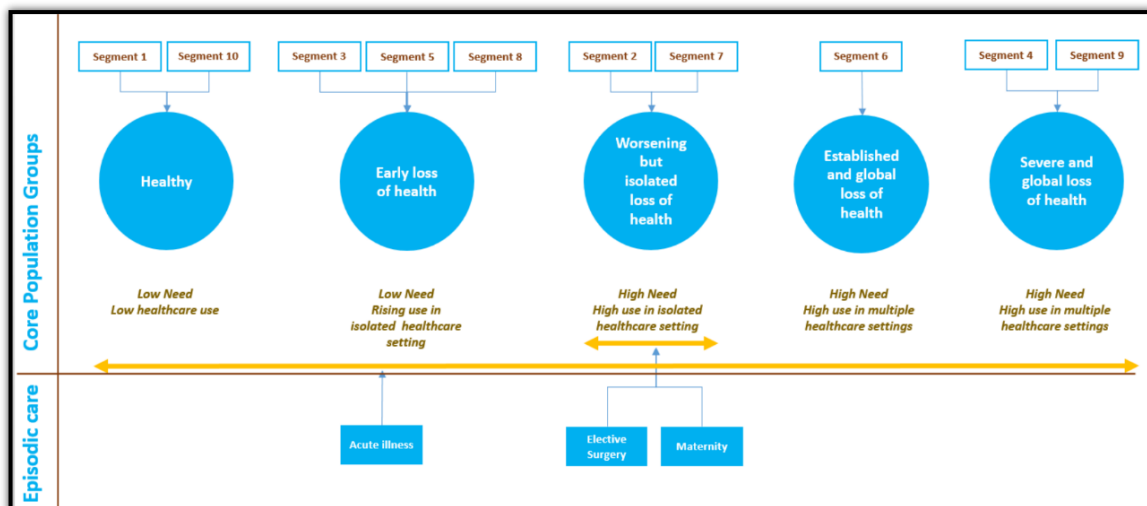 Core Population Groups
Segment 1
Segment 10
Segment 3
Segment 5
Segment 8
Segment 2
Segment 7
Segment 6
Segment 4
Segment 9
Healthy
Early loss
of health
Worsening
but
isolated
loss of
health
Established
and global
loss of
health
Severe and
global loss
of health
Low Need
Low healthcare use
Low Need
Rising use in
isolated healthcare
setting
High Need
High use in isolated
healthcare setting
High Need
High use in multiple
healthcare settings
High Need
High use in multiple
healthcare settings
Episodic care
Acute illness
Elective
Surgery
Maternity